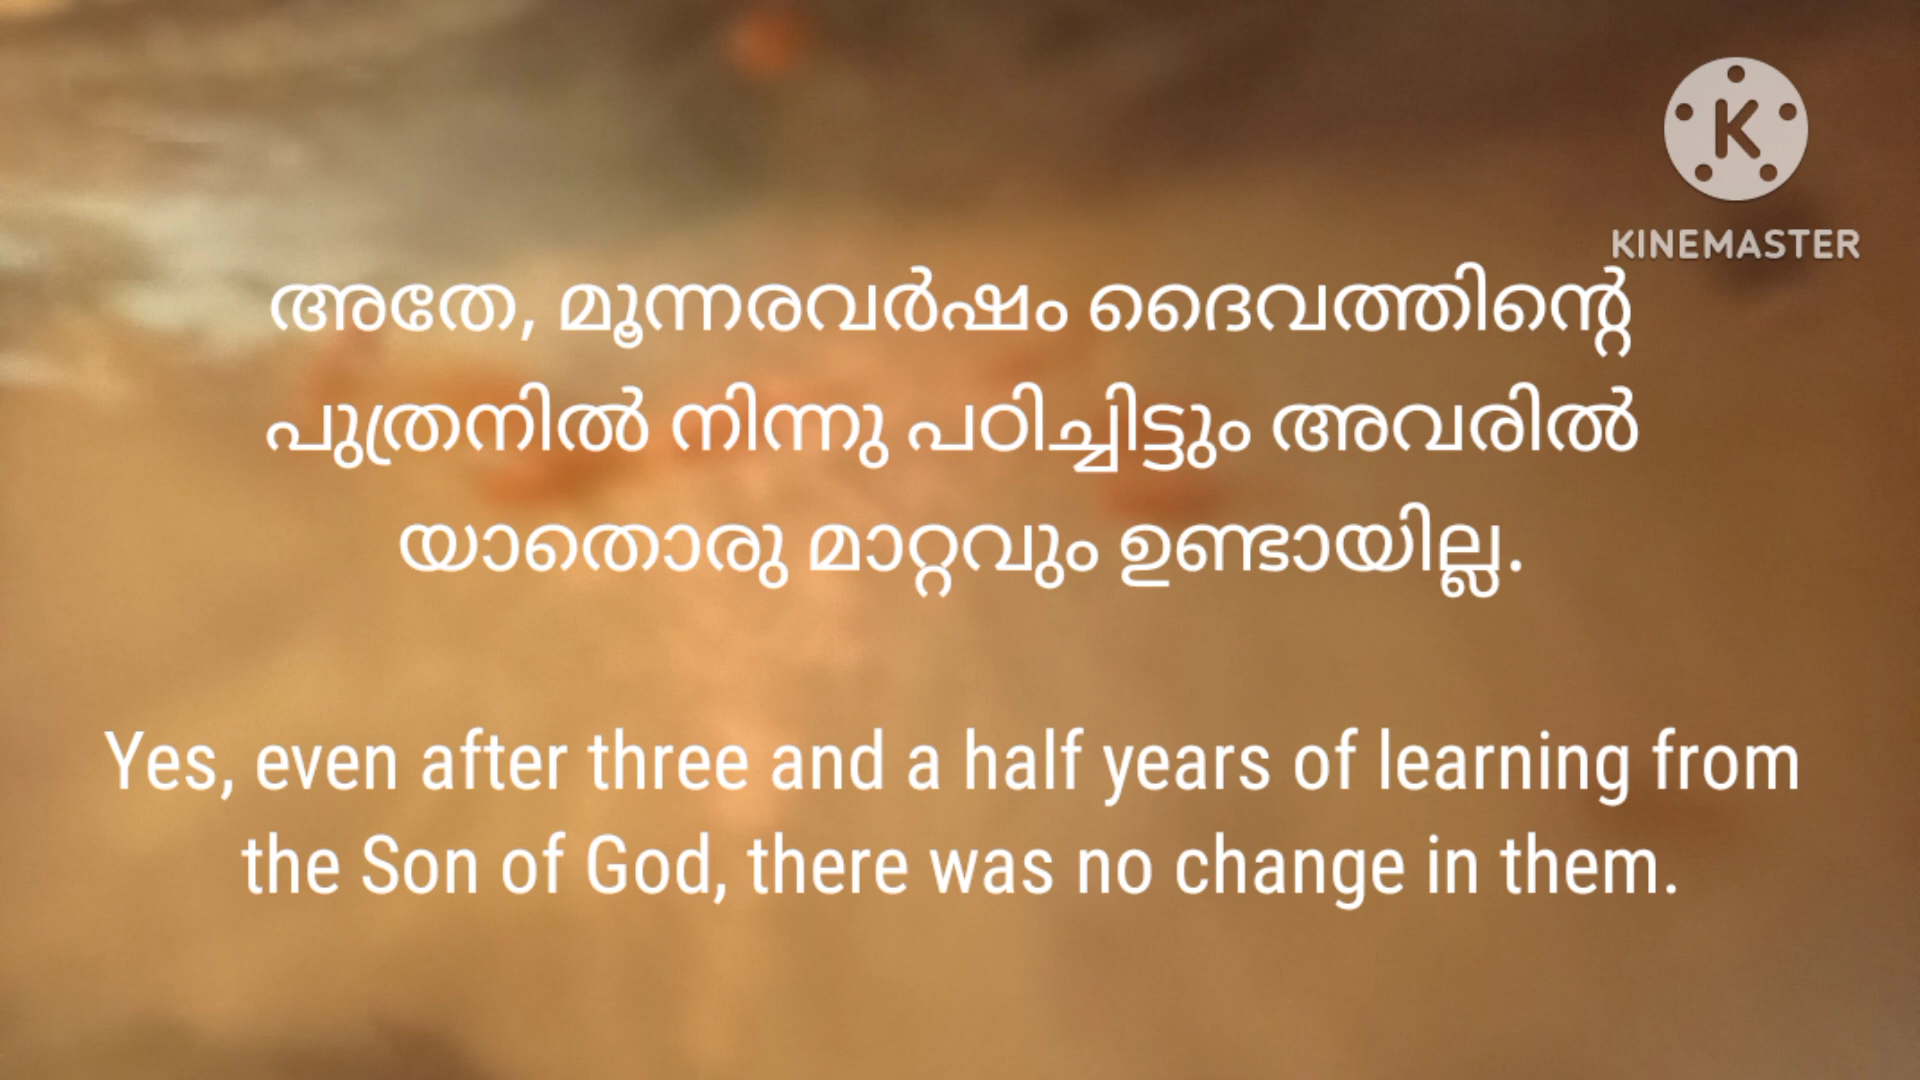 KINEMASTER
അതേ, മൂന്നരവർഷം ദൈവത്തിന്റെ
പുത്രനിൽ നിന്നു പഠിച്ചിട്ടും അവരിൽ
യാതൊരു മാറ്റവും ഉണ്ടായില്ല.
Yes, even after three and a half years of learning from
the Son of God, there was no change in them.